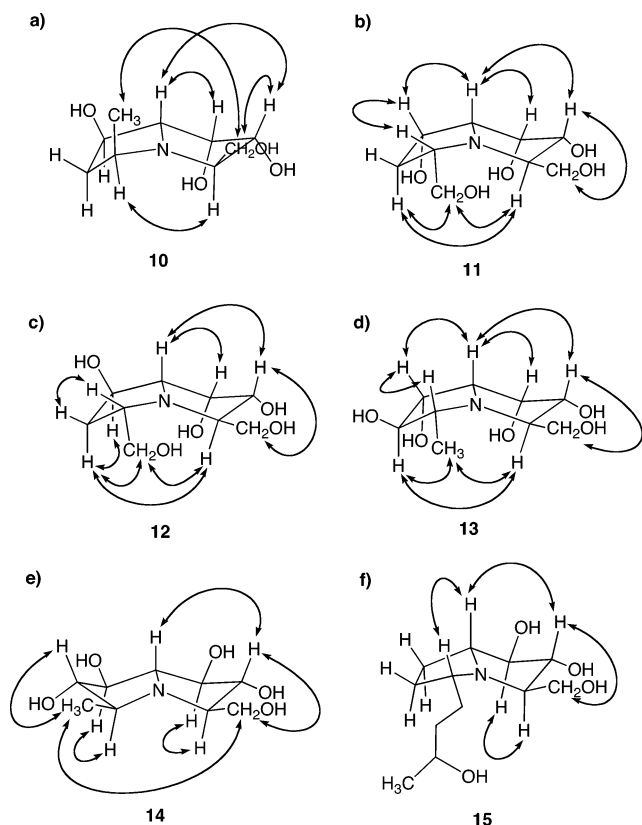 a)
H H H
HO CH3
H N CH2OH
H HO OH
H H H
10
b)
H H H H
H N OH
HO HO CH2OH
CH2OH
H H
11
c)
HO H H H
H N OH
H HO CH2OH
H CH2OH
H H
12
d)
H H H H H
HO N OH
HO HO CH2OH
H CH3 H
13
e)
H H OH H
HO
HO N OH
H3C H CH2OH
H H H
14
f)
H H OH H
H OH
H N CH2OH
H H H H
H3C OH
15